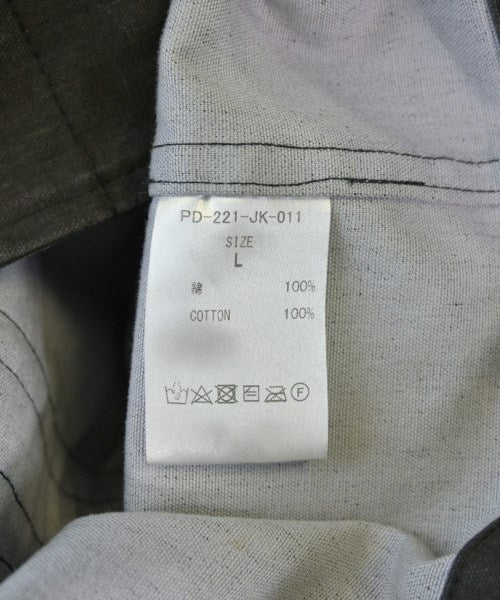 PD-221-JK-011
SIZE
L
綿 100%
COTTON 100%
F